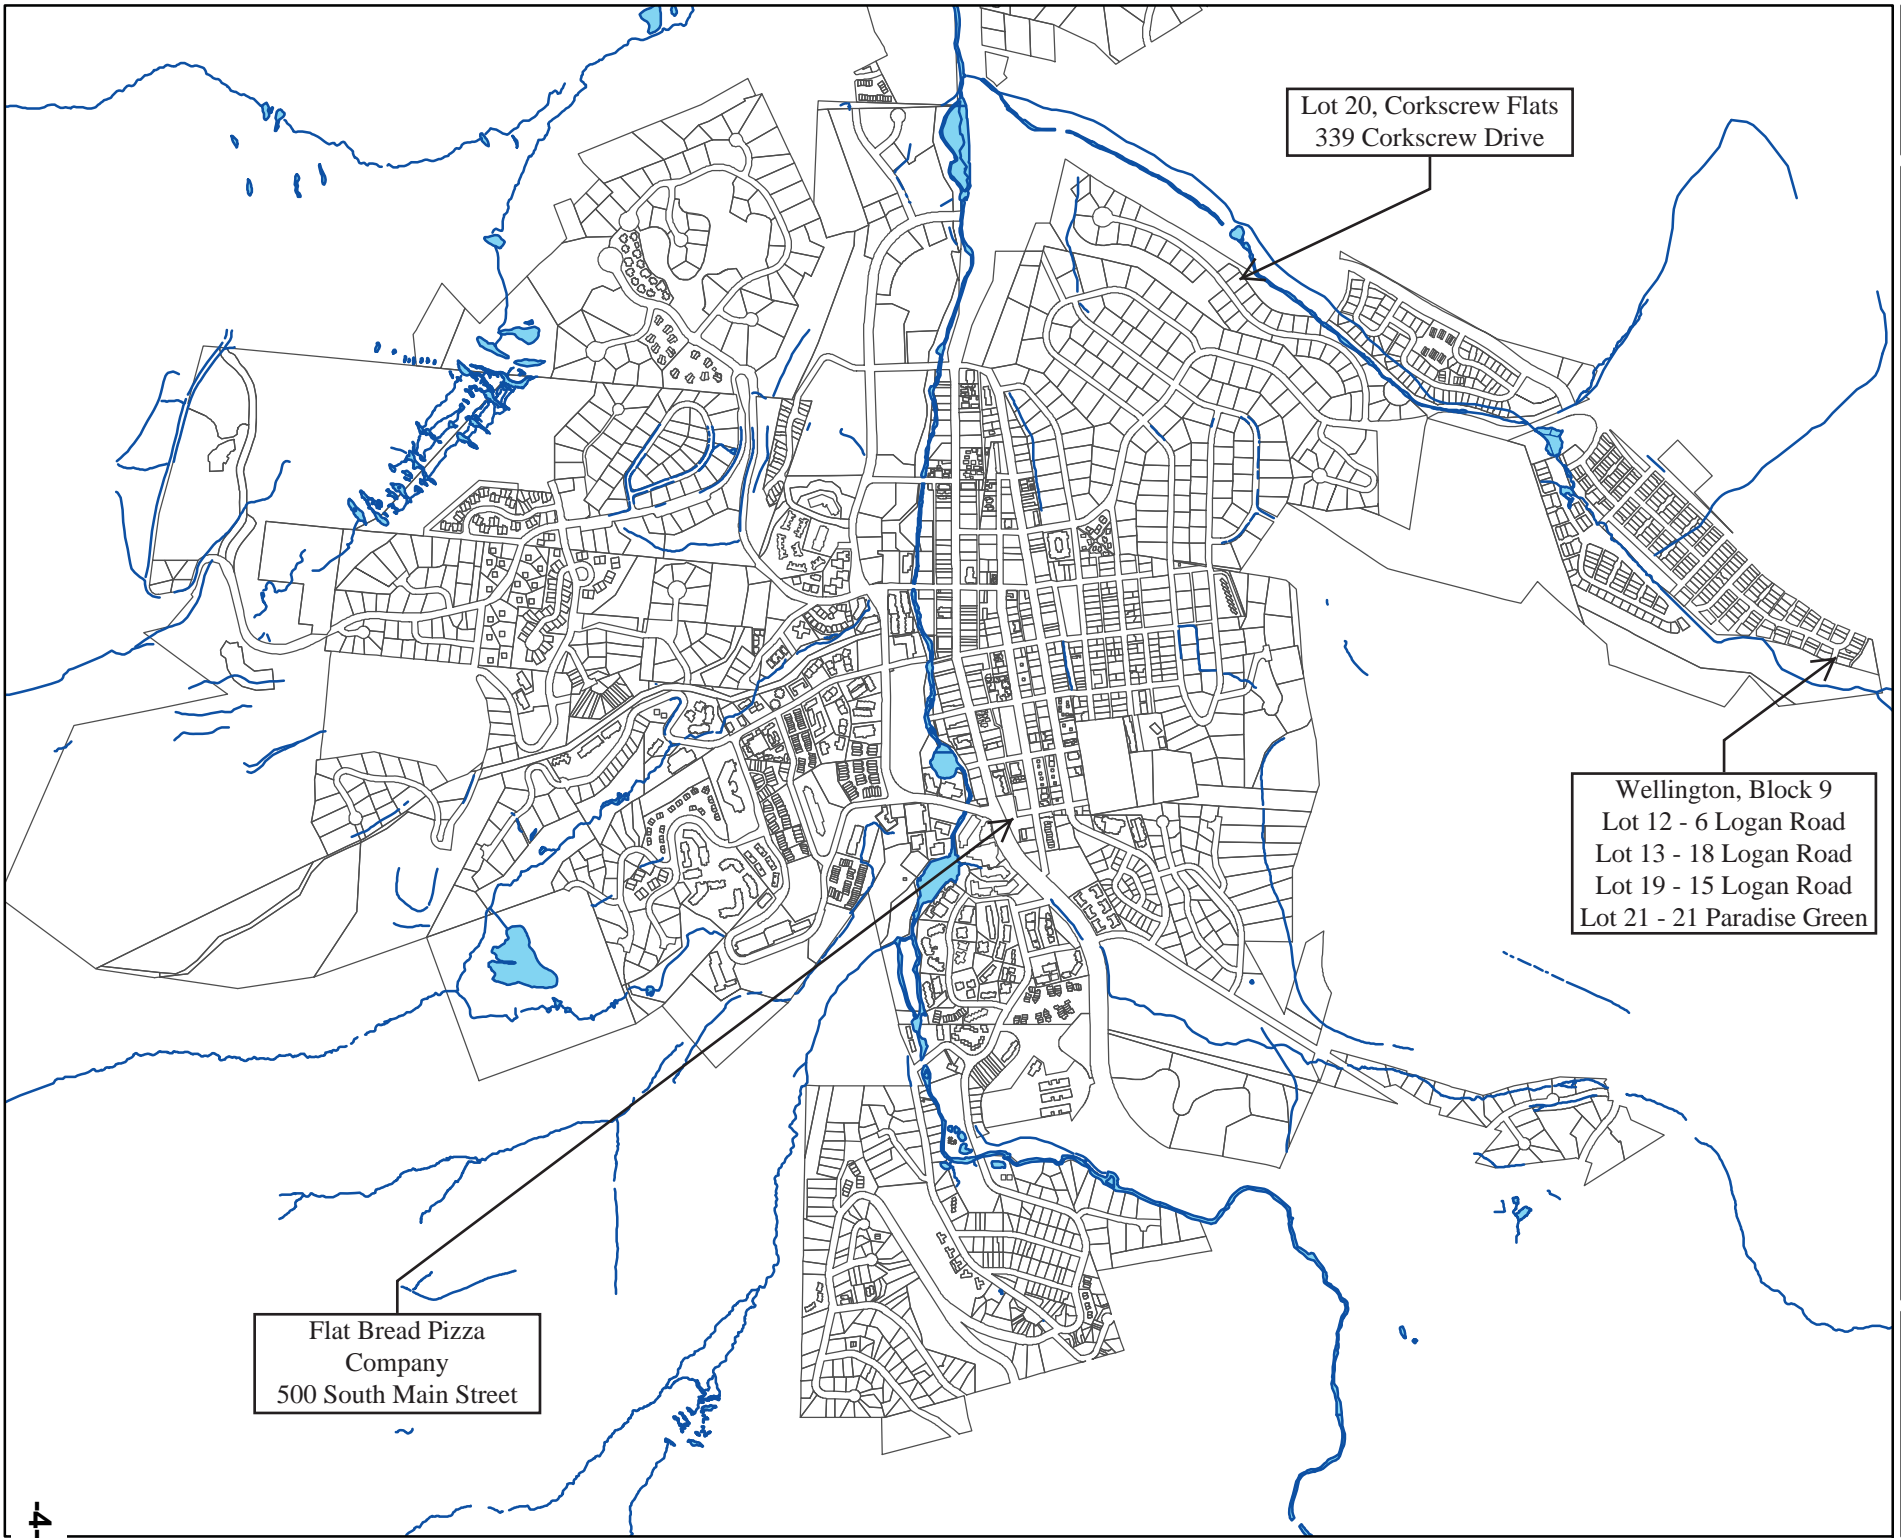 Lot 20, Corkscrew Flats
339 Corkscrew Drive
Wellington, Block 9
Lot 12 - 6 Logan Road
Lot 13 - 18 Logan Road
Lot 19 - 15 Logan Road
Lot 21 - 21 Paradise Green
Flat Bread Pizza
Company
500 South Main Street
-4-